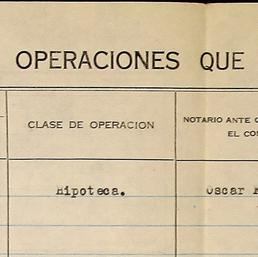 OPERACIONES QUE
CLASE DE OPERACION
NOTARIO ANTE
EL
Hipoteca.
Oscar